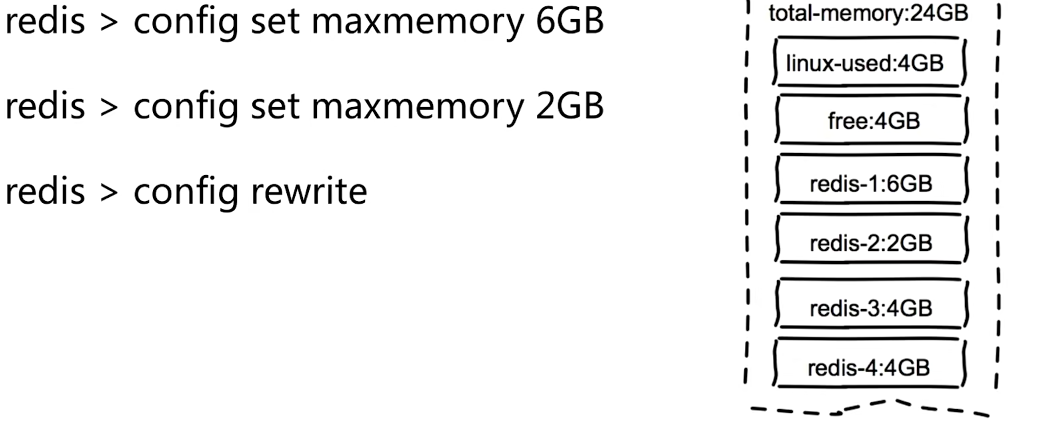 redis > config set maxmemory 6GB
redis > config set maxmemory 2GB
redis > config rewrite
total-memory:24GB
linux-used:4GB
free:4GB
redis-1:6GB
redis-2:2GB
redis-3:4GB
redis-4:4GB